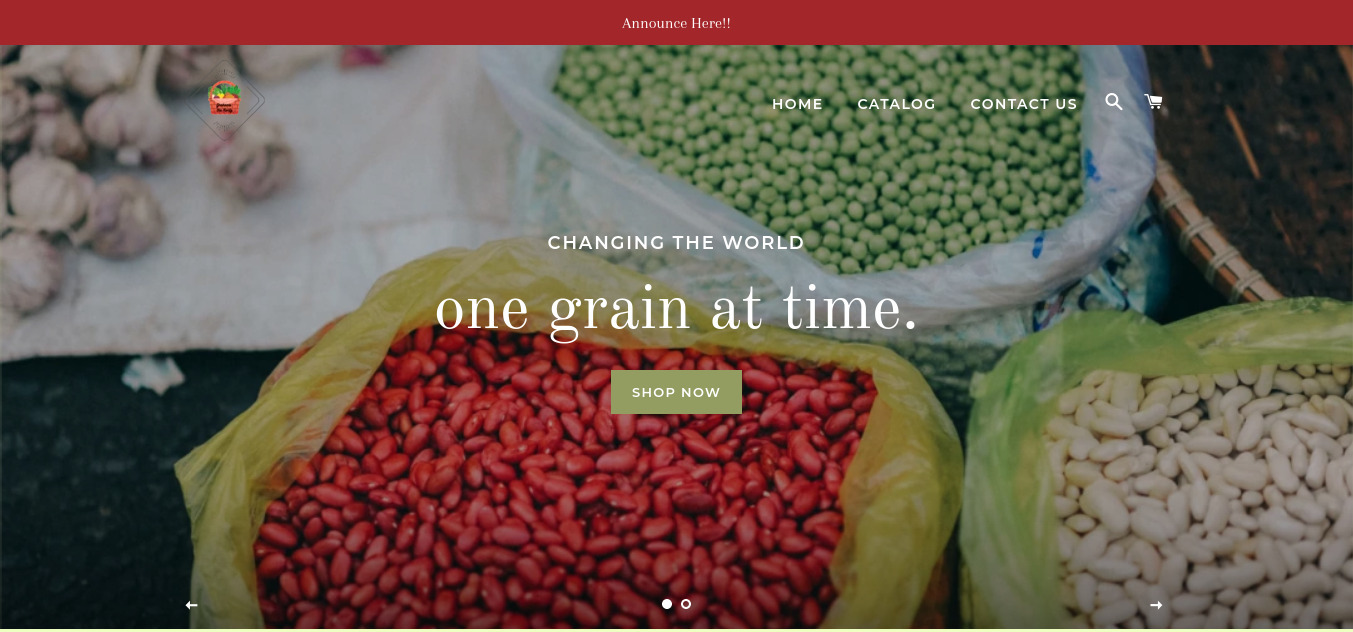 Announce Here!!
HOME CATALOG CONTACT US
CHANGING THE WORLD
one grain at time.
SHOP NOW